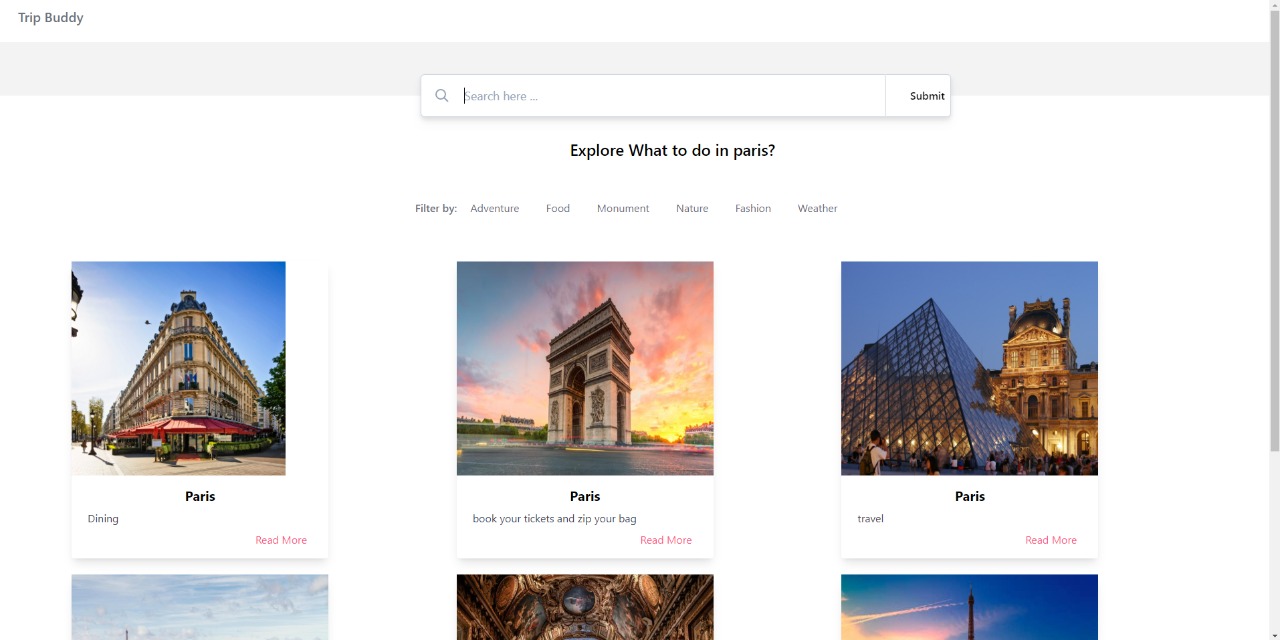 Trip Buddy
Search here ...
Submit
Explore What to do in paris?
Filter by: Adventure Food Monument Nature Fashion Weather
Paris
Dining
Read More
Paris
book your tickets and zip your bag
Read More
Paris
travel
Read More